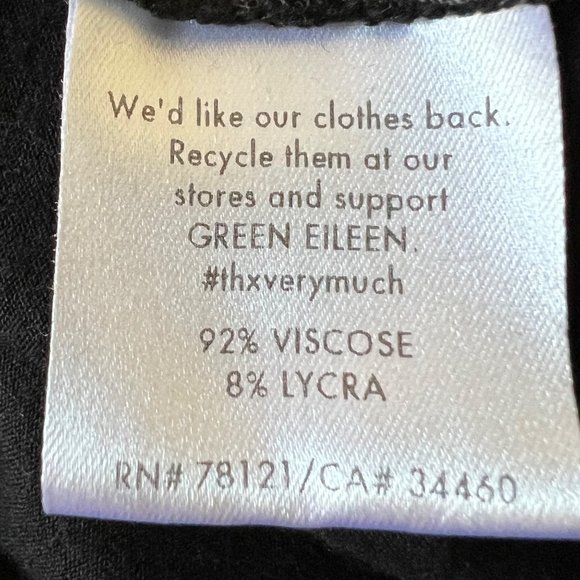 We'd like our clothes back.
Recycle them at our
stores and support
GREEN EILEEN.
#thxverymuch
92% VISCOSE
8% LYCRA
RN# 78121/CA# 34460